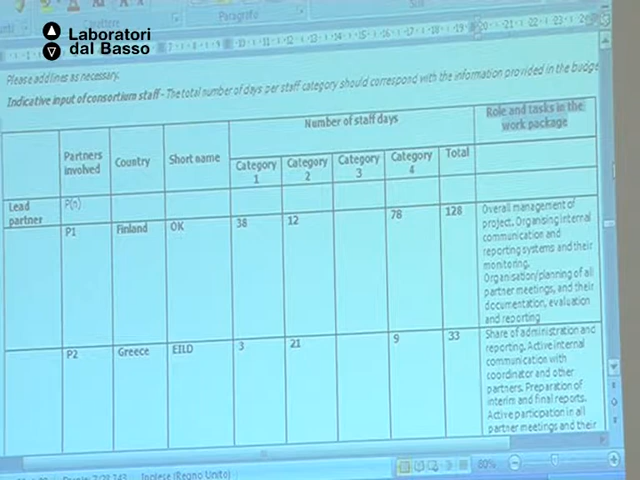 Laboratori
dal Basso
Paragrafo
Please add lines as necessary.
Indicative input of consortium staff - The total number of days per staff category should correspond with the information provided in the budge
Partners involved
Country
Short name
Number of staff days
Role and tasks in the work package
Category 1
Category 2
Category 3
Category 4
Total
Lead partner
P(n)
P1
Finland
OK
38
12
78
128
Overall management of
project. Organising internal
communication and
reporting systems and their
monitoring.
Organisation/planning of all
partner meetings, and their
documentation, evaluation
and reporting
P2
Greece
EILD
3
21
9
33
Share of administration and
reporting. Active internal
communication with
coordinator and other
partners. Preparation of
interim and final reports.
Active participation in all
partner meetings and their
Inglese (Regno Unito)
80%